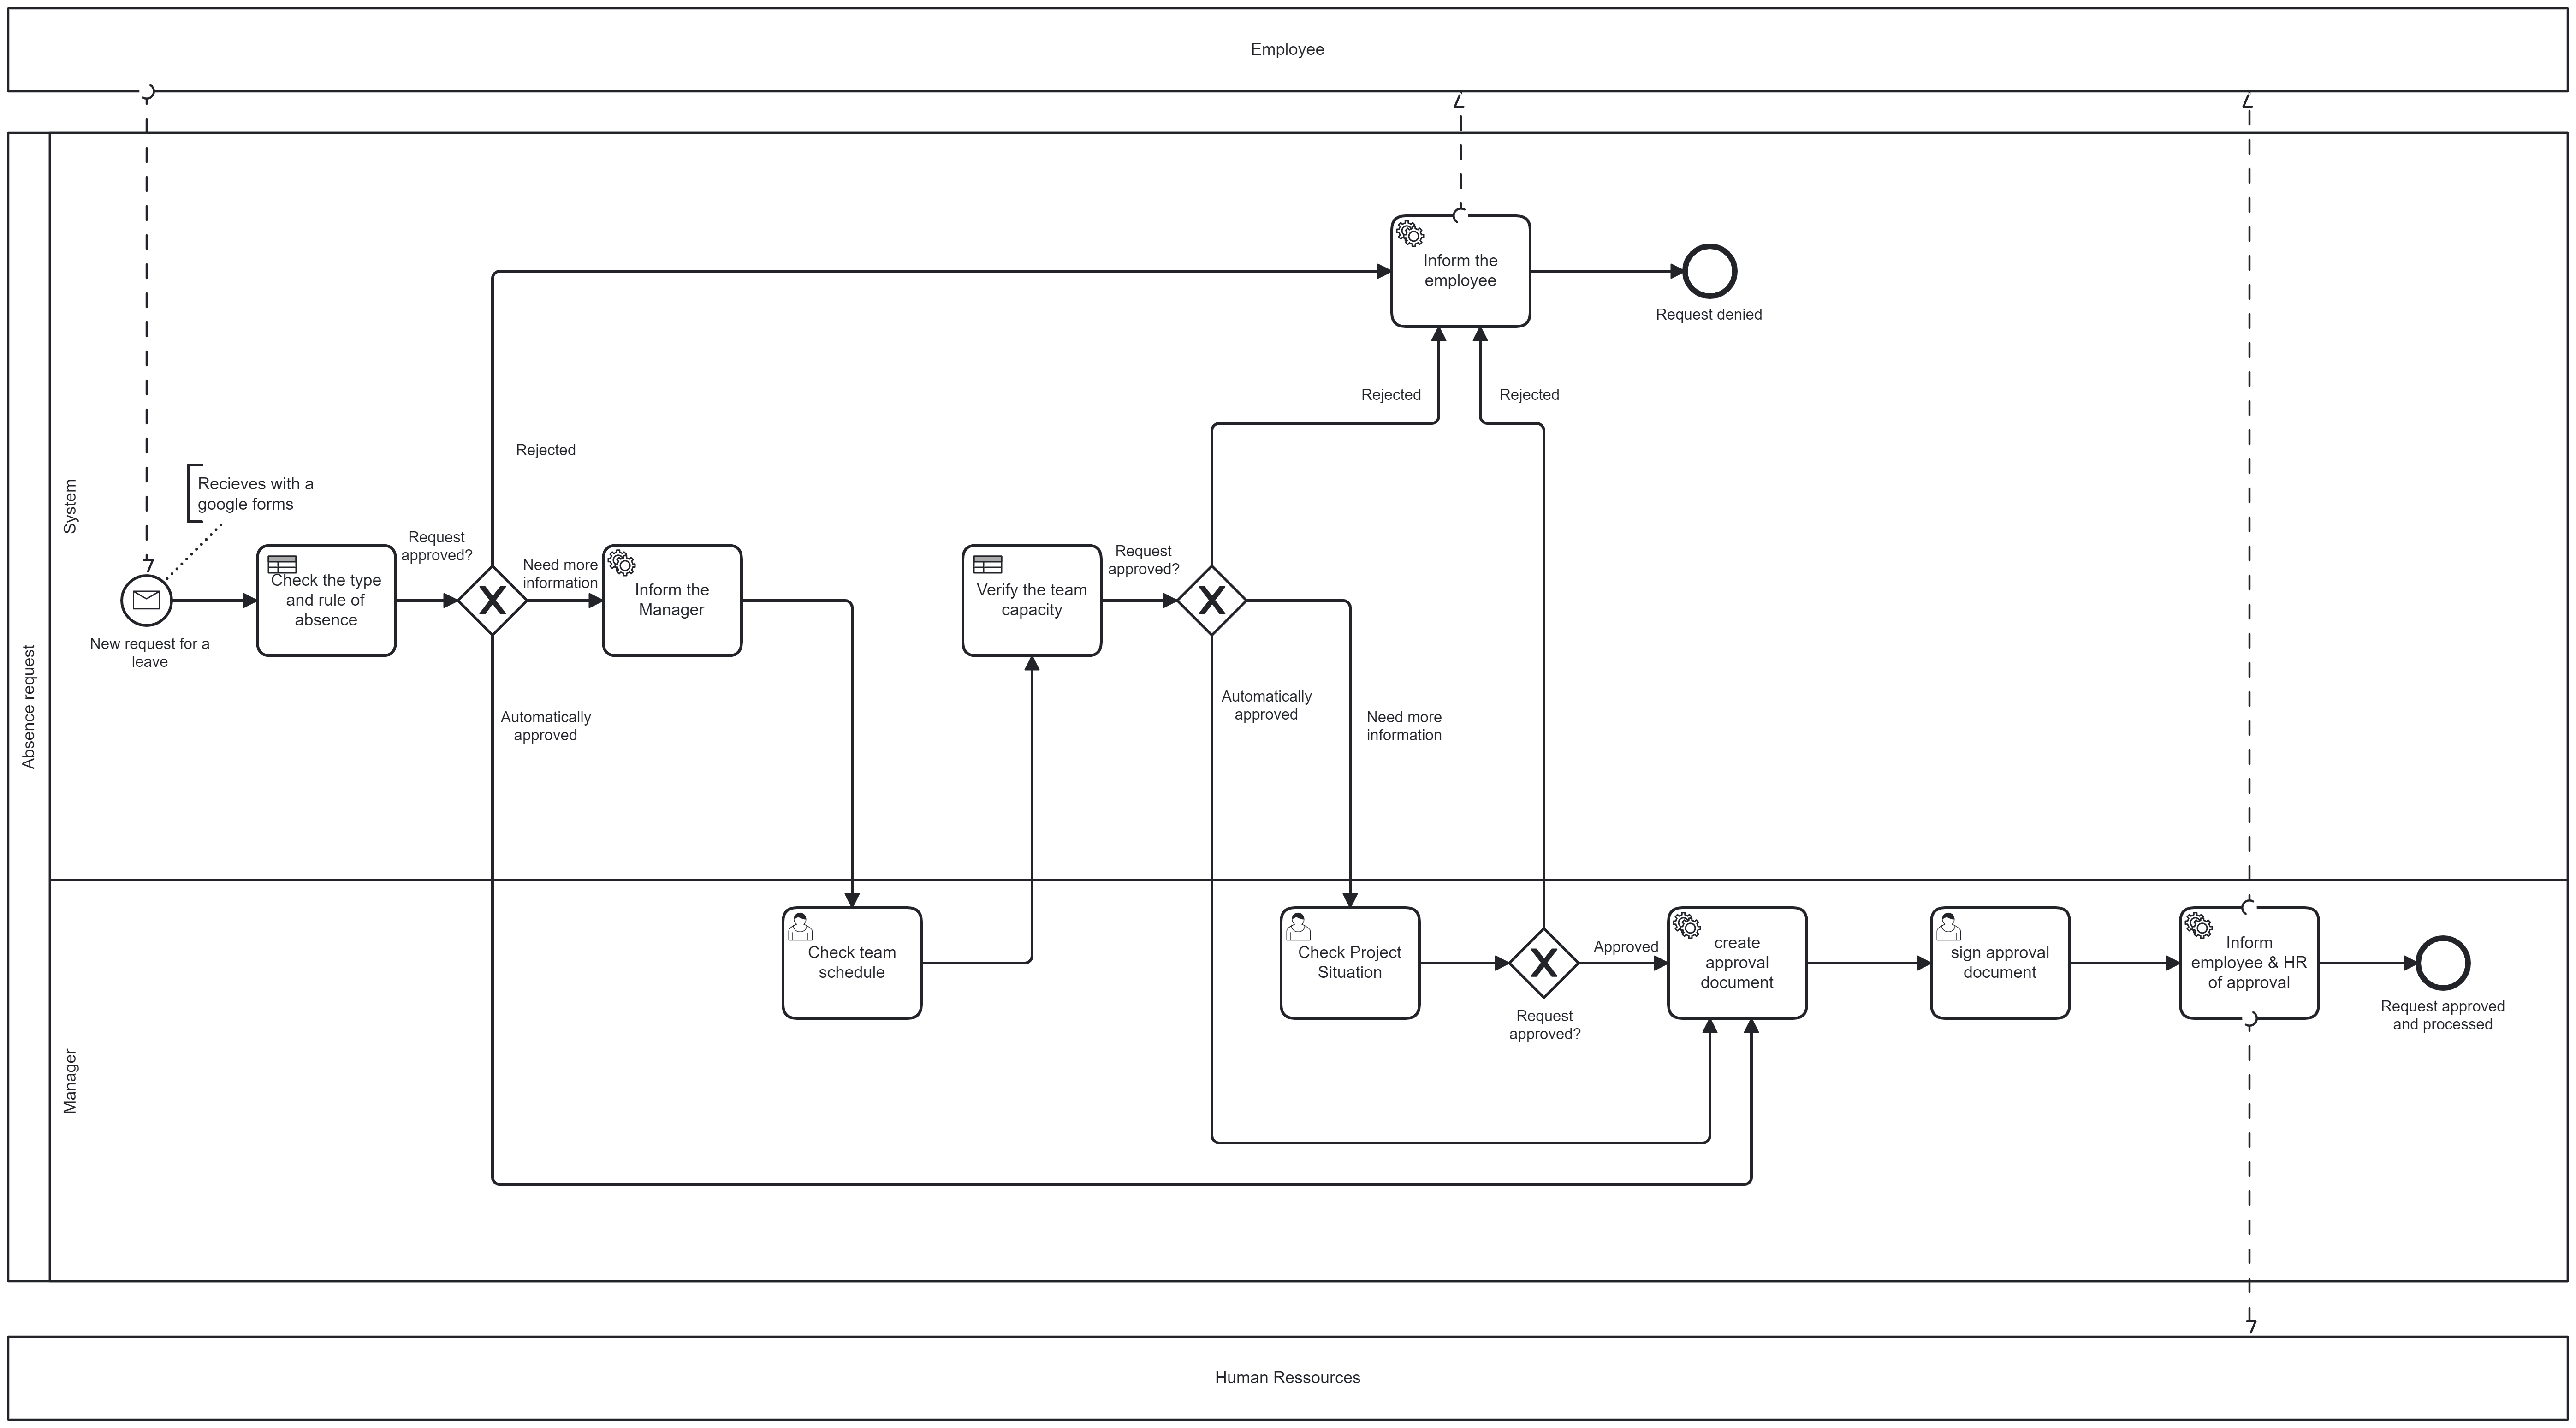 Employee
Absence request
System
Manager
Recieves with a
google forms
New request for a
leave
Check the type
and rule of
absence
Request
approved?
Rejected
Need more
information
Automatically
approved
Inform the
Manager
Check team
schedule
Verify the team
capacity
Request
approved?
Rejected
Automatically
approved
Need more
information
Inform the
employee
Request denied
Rejected
Check Project
Situation
Request
approved?
Approved
create
approval
document
sign approval
document
Inform
employee & HR
of approval
Request approved
and processed
Human Ressources